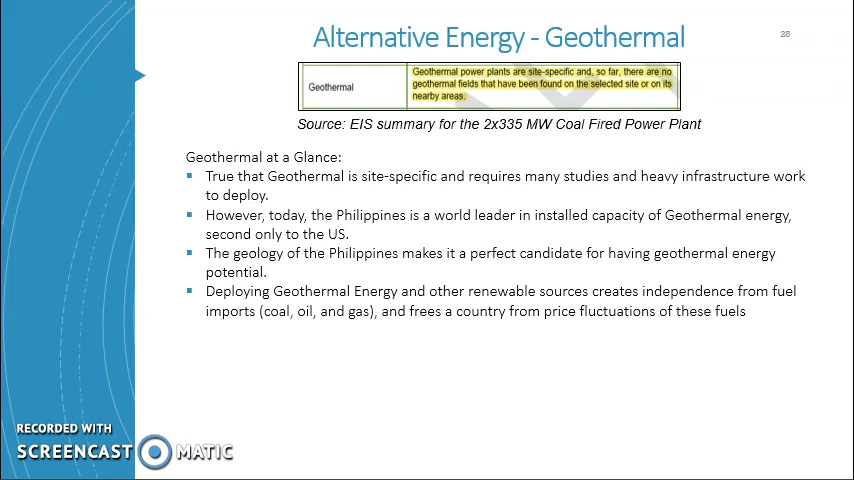 Alternative Energy - Geothermal
28
Geothermal
Geothermal power plants are site-specific and, so far, there are no
geothermal fields that have been found on the selected site or on its
nearby areas.
Source: EIS summary for the 2x335 MW Coal Fired Power Plant
Geothermal at a Glance:
True that Geothermal is site-specific and requires many studies and heavy infrastructure work
to deploy.
However, today, the Philippines is a world leader in installed capacity of Geothermal energy,
second only to the US.
The geology of the Philippines makes it a perfect candidate for having geothermal energy
potential.
Deploying Geothermal Energy and other renewable sources creates independence from fuel
imports (coal, oil, and gas), and frees a country from price fluctuations of these fuels
RECORDED WITH
SCREENCAST MATIC